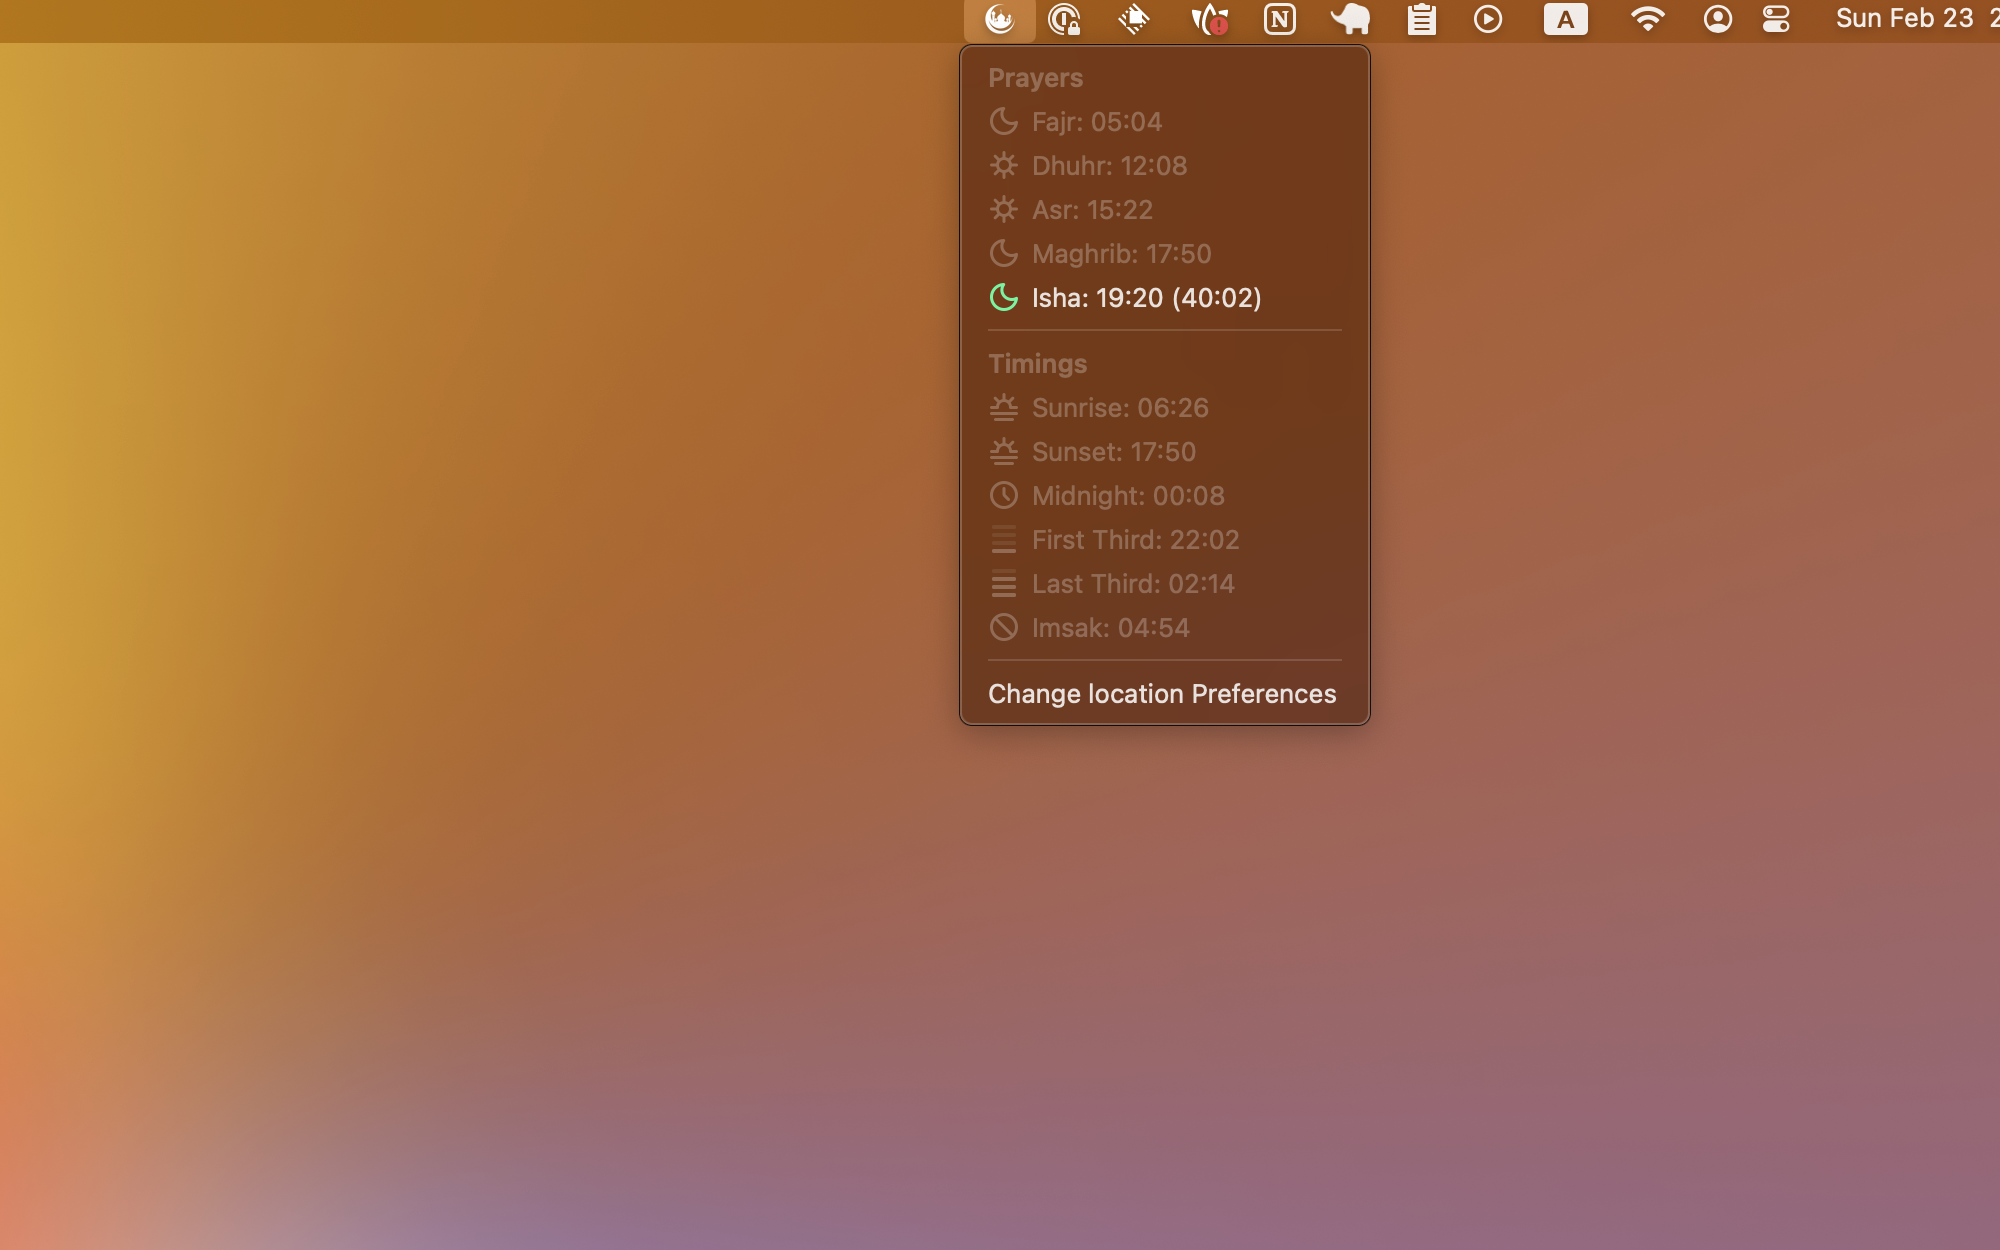 N
A
Sun Feb 23 2
Prayers
Fajr: 05:04
Dhuhr: 12:08
Asr: 15:22
Maghrib: 17:50
Isha: 19:20 (40:02)
Timings
Sunrise: 06:26
Sunset: 17:50
Midnight: 00:08
First Third: 22:02
Last Third: 02:14
Imsak: 04:54
Change location Preferences